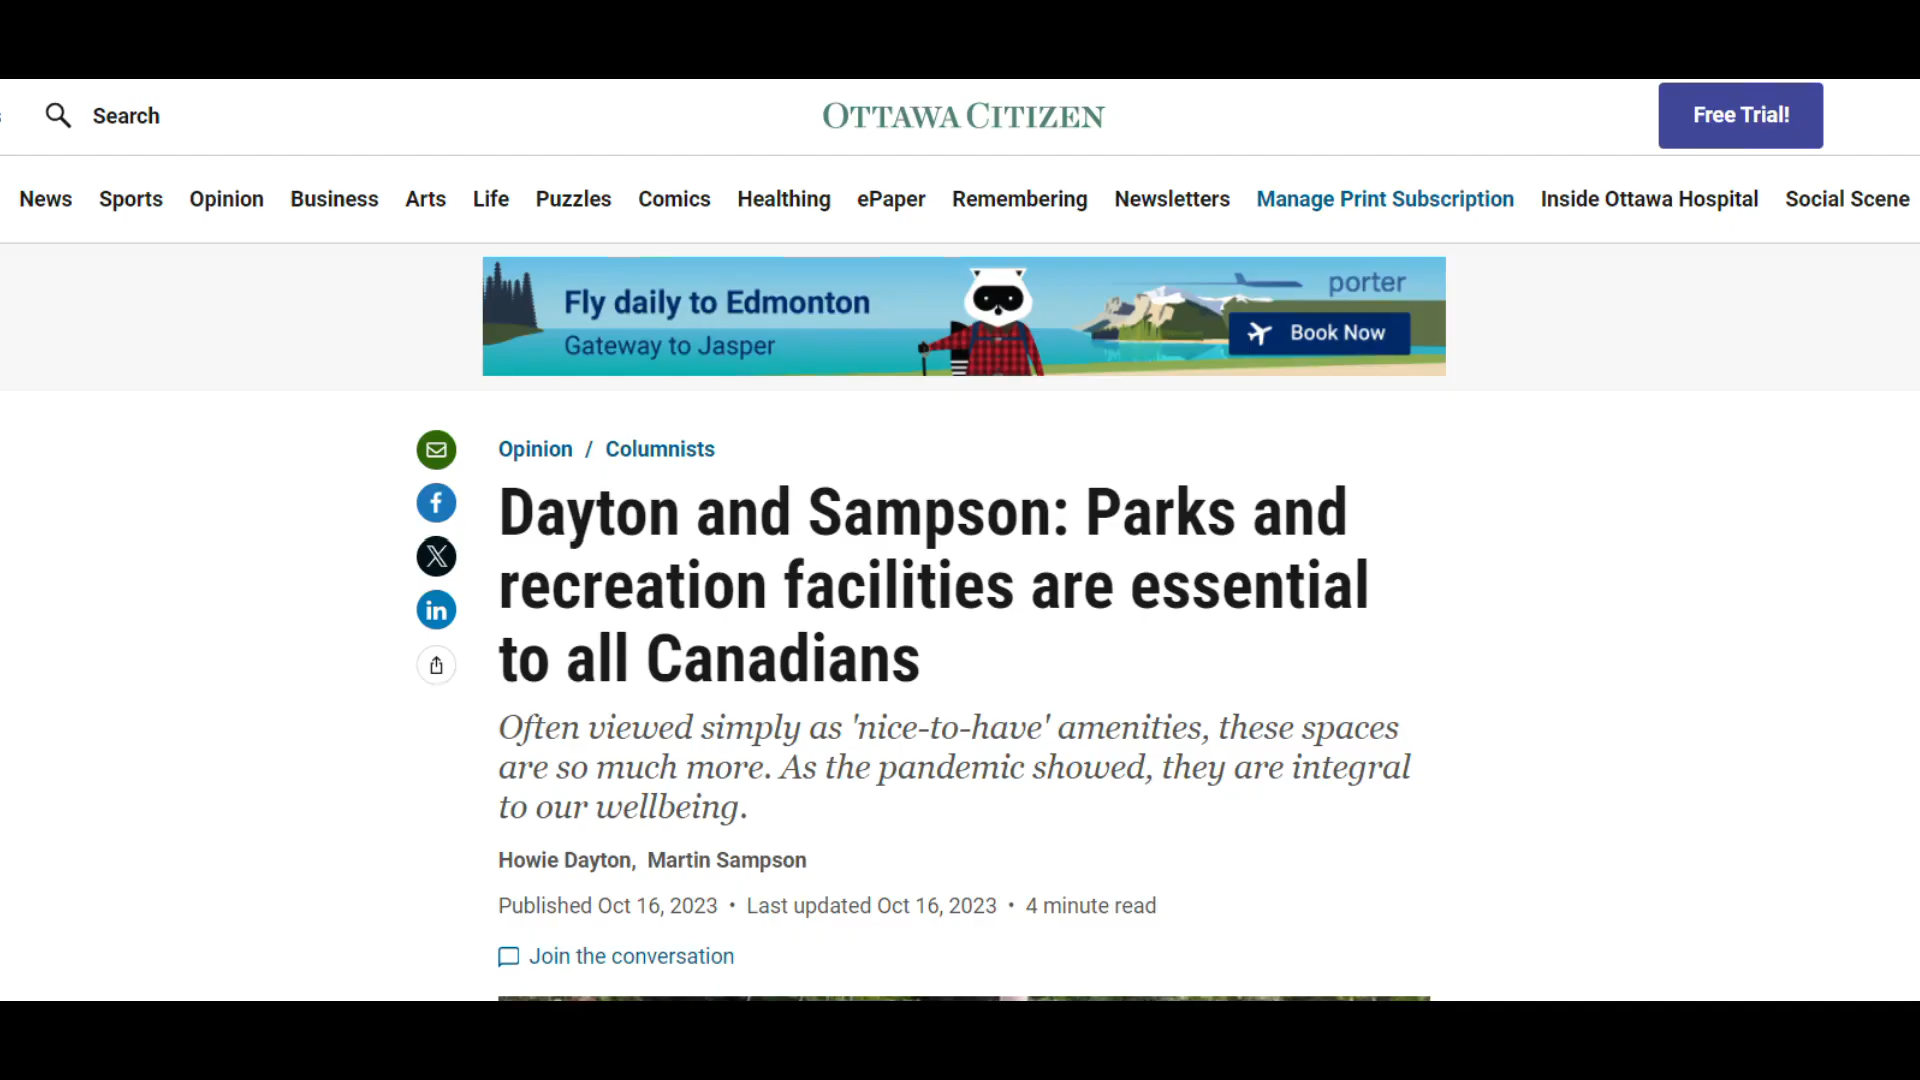 Search
OTTAWA CITIZEN
Free Trial!
News Sports Opinion Business Arts Life Puzzles Comics Healthing ePaper Remembering Newsletters Manage Print Subscription Inside Ottawa Hospital Social Scene
Fly daily to Edmonton
Gateway to Jasper
porter
Book Now
Opinion / Columnists
Dayton and Sampson: Parks and
recreation facilities are essential
to all Canadians
Often viewed simply as 'nice-to-have' amenities, these spaces
are so much more. As the pandemic showed, they are integral
to our wellbeing.
Howie Dayton, Martin Sampson
Published Oct 16, 2023 • Last updated Oct 16, 2023 • 4 minute read
Join the conversation